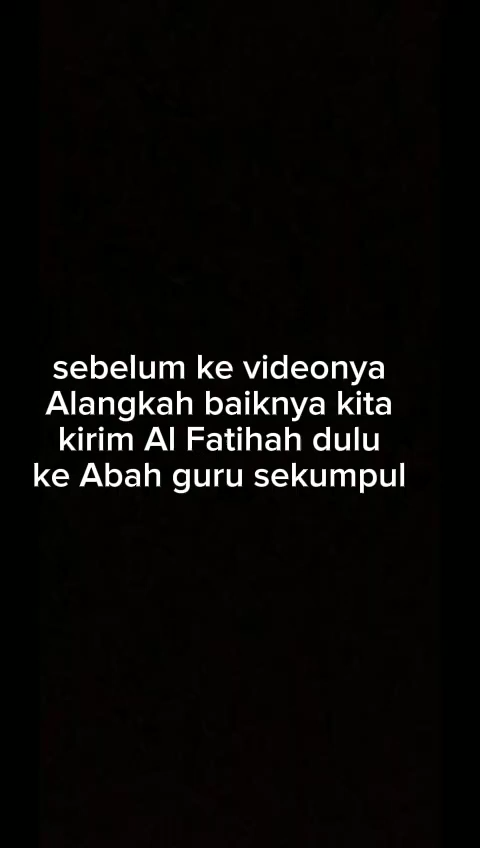 sebelum ke videonya
Alangkah baiknya kita
kirim Al Fatihah dulu
ke Abah guru sekumpul